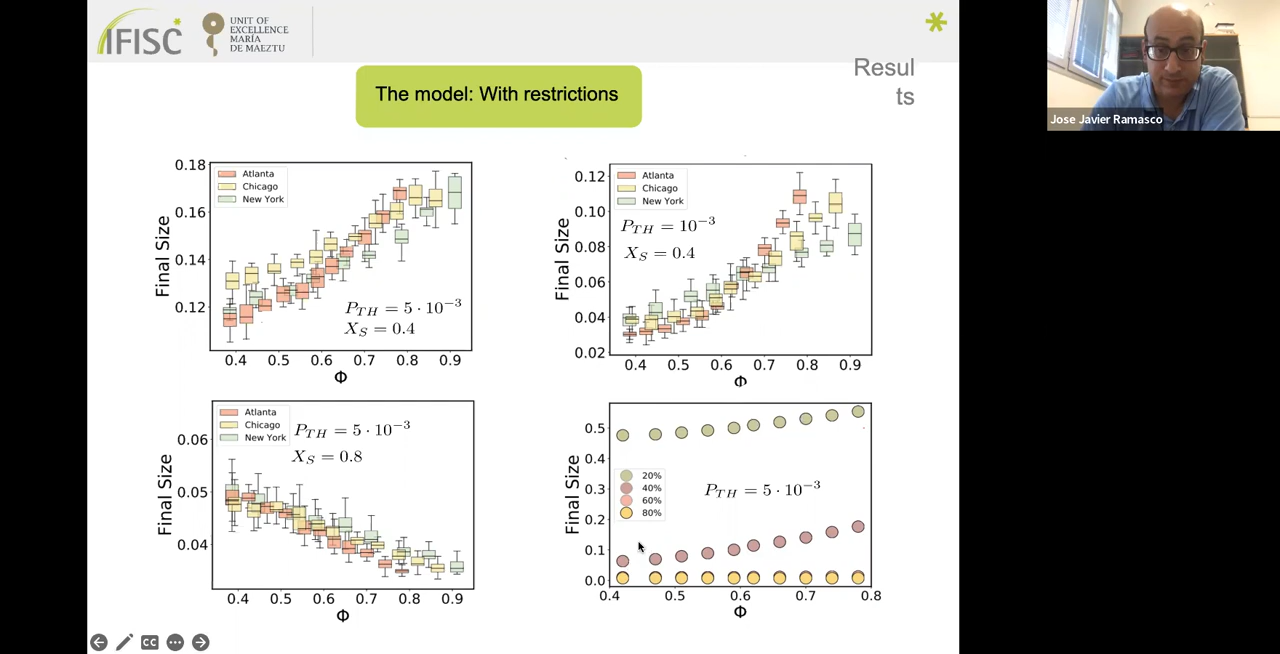 IFISC
UNIT OF
EXCELLENCE
MARÍA
DE MAEZTU
Resul
ts
The model: With restrictions
Jose Javier Ramasco
Final Size
0.18
0.16
0.14
0.12
Atlanta
Chicago
New York
P_TH = 5 · 10⁻³
X_S = 0.4
0.4 0.5 0.6 0.7 0.8 0.9
Φ
Final Size
0.12
0.10
0.08
0.06
0.04
0.02
Atlanta
Chicago
New York
P_TH = 10⁻³
X_S = 0.4
0.4 0.5 0.6 0.7 0.8 0.9
Φ
Final Size
0.06
0.05
0.04
Atlanta
Chicago
New York
P_TH = 5 · 10⁻³
X_S = 0.8
0.4 0.5 0.6 0.7 0.8 0.9
Φ
Final Size
0.5
0.4
0.3
0.2
0.1
0.0
20%
40%
60%
80%
P_TH = 5 · 10⁻³
0.4 0.5 0.6 0.7 0.8
Φ
CC